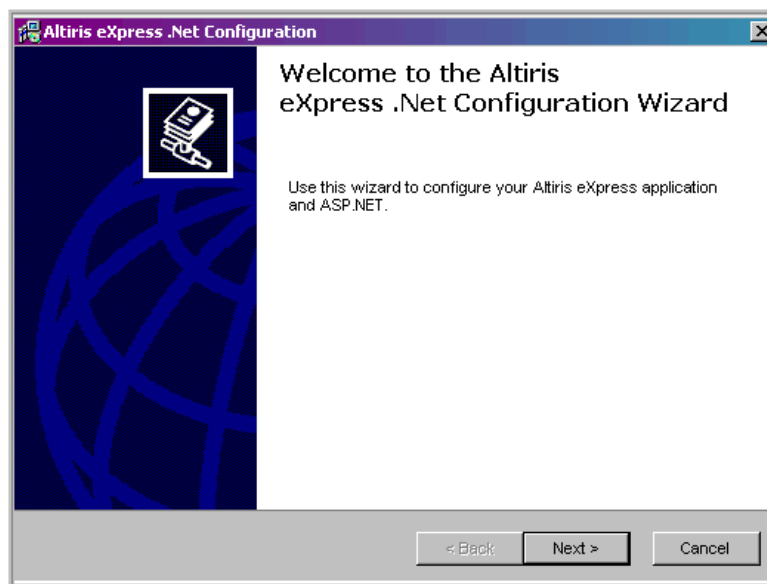 Altiris eXpress .Net Configuration
Welcome to the Altiris
eXpress .Net Configuration Wizard
Use this wizard to configure your Altiris eXpress application
and ASP.NET.
< Back
Next >
Cancel